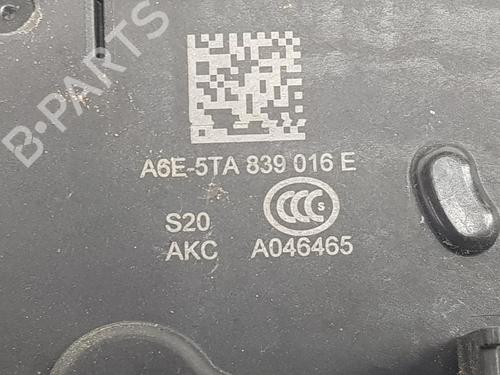 B-PARTS
A6E-5TA 839 016 E
S20
CCC S
AKC A046465